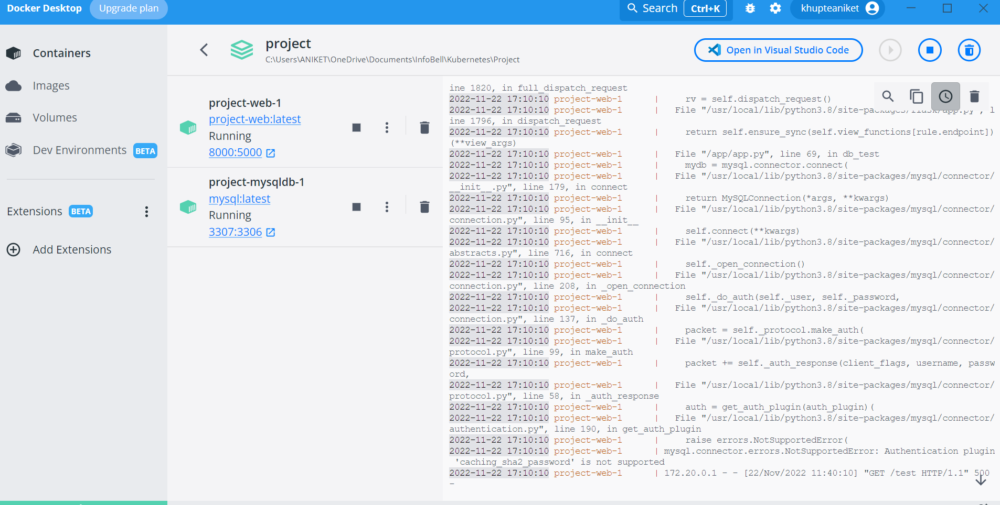 Docker Desktop
Upgrade plan
Search
Ctrl+K
khupteaniket
Containers
Images
Volumes
Dev Environments BETA
Extensions BETA
Add Extensions
project
C:\Users\ANIKET\OneDrive\Documents\InfoBell\Kubernetes\Project
Open in Visual Studio Code
project-web-1
project-web:latest
Running
8000:5000
project-mysqldb-1
mysql:latest
Running
3307:3306
ine 1820, in full_dispatch_request
2022-11-22 17:10:10 project-web-1 | rv = self.dispatch_request()
2022-11-22 17:10:10 project-web-1 | File "/usr/local/lib/python3.8/site-packages/flask/app.py", l
ine 1796, in dispatch_request
2022-11-22 17:10:10 project-web-1 | return self.ensure_sync(self.view_functions[rule.endpoint])
(**view_args)
2022-11-22 17:10:10 project-web-1 | File "/app/app.py", line 69, in db_test
2022-11-22 17:10:10 project-web-1 | mydb = mysql.connector.connect(
2022-11-22 17:10:10 project-web-1 | File "/usr/local/lib/python3.8/site-packages/mysql/connector/
__init__.py", line 179, in connect
2022-11-22 17:10:10 project-web-1 | return MySQLConnection(*args, **kwargs)
2022-11-22 17:10:10 project-web-1 | File "/usr/local/lib/python3.8/site-packages/mysql/connector/
connection.py", line 95, in __init__
2022-11-22 17:10:10 project-web-1 | self.connect(**kwargs)
2022-11-22 17:10:10 project-web-1 | File "/usr/local/lib/python3.8/site-packages/mysql/connector/
abstracts.py", line 716, in connect
2022-11-22 17:10:10 project-web-1 | self._open_connection()
2022-11-22 17:10:10 project-web-1 | File "/usr/local/lib/python3.8/site-packages/mysql/connector/
connection.py", line 208, in _open_connection
2022-11-22 17:10:10 project-web-1 | self._do_auth(self._user, self._password,
2022-11-22 17:10:10 project-web-1 | File "/usr/local/lib/python3.8/site-packages/mysql/connector/
connection.py", line 137, in _do_auth
2022-11-22 17:10:10 project-web-1 | packet = self._protocol.make_auth(
2022-11-22 17:10:10 project-web-1 | File "/usr/local/lib/python3.8/site-packages/mysql/connector/
protocol.py", line 99, in make_auth
2022-11-22 17:10:10 project-web-1 | packet += self._auth_response(client_flags, username, passw
ord,
2022-11-22 17:10:10 project-web-1 | File "/usr/local/lib/python3.8/site-packages/mysql/connector/
protocol.py", line 58, in _auth_response
2022-11-22 17:10:10 project-web-1 | auth = get_auth_plugin(auth_plugin)(
2022-11-22 17:10:10 project-web-1 | File "/usr/local/lib/python3.8/site-packages/mysql/connector/
authentication.py", line 190, in get_auth_plugin
2022-11-22 17:10:10 project-web-1 | raise errors.NotSupportedError(
2022-11-22 17:10:10 project-web-1 | mysql.connector.errors.NotSupportedError: Authentication plugin
'caching_sha2_password' is not supported
2022-11-22 17:10:10 project-web-1 | 172.20.0.1 - - [22/Nov/2022 11:40:10] "GET /test HTTP/1.1" 500
-